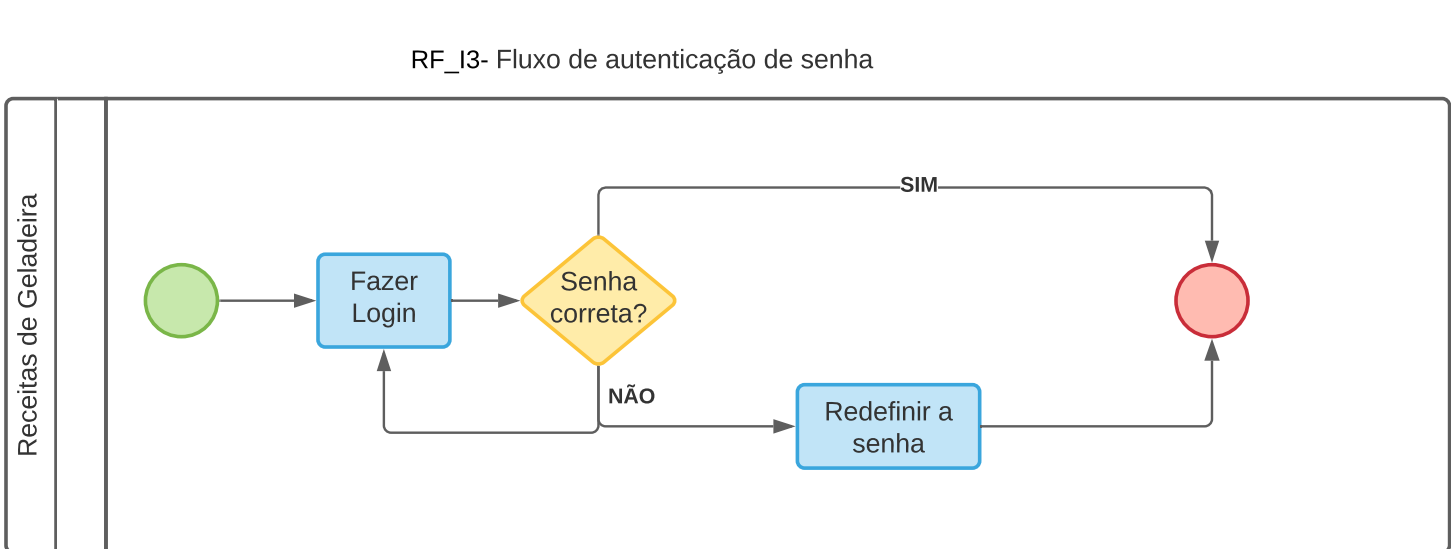 RF_I3- Fluxo de autenticação de senha
Receitas de Geladeira
SIM
Fazer
Login
Senha
correta?
NÃO
Redefinir a
senha